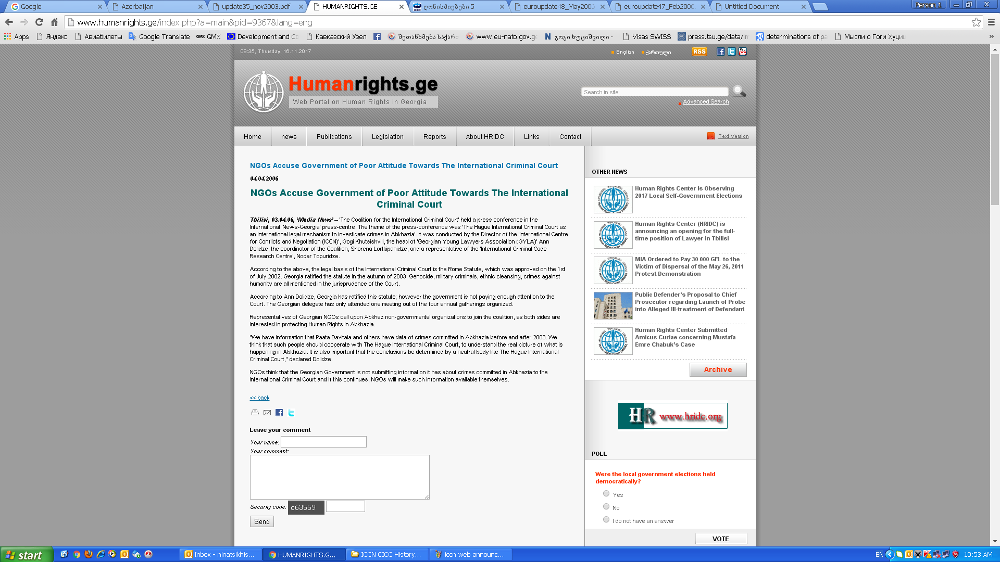 Google
Azerbaijan
update35_nov2003.pdf
HUMANRIGHTS.GE
ღონისძიებები 5
euroupdate48_May2006
euroupdate47_Feb2006
Untitled Document
Person 1
www.humanrights.ge/index.php?a=main&pid=9367&lang=eng
Apps
Яндекс
Авиабилеты
Google Translate
GMX GMX
Development and Co
Кавказский Узел
შეთანხმება საქარ
www.eu-nato.gov.ge
N გოგი ხუციშვილი -
Visas SWISS
press.tsu.ge/data/im
determinations of pa
Мысли о Гоги Хуци
»
09:35, Thursday, 16.11.2017
English
ქართული
RSS
You Tube
Humanrights.ge
Web Portal on Human Rights in Georgia
Search in site
Advanced Search
Home
news
Publications
Legislation
Reports
About HRIDC
Links
Contact
Text Version
NGOs Accuse Government of Poor Attitude Towards The International Criminal Court
04.04.2006
NGOs Accuse Government of Poor Attitude Towards The International
Criminal Court
Tbilisi, 03.04.06, ‘Media News’ – 'The Coalition for the International Criminal Court' held a press conference in the
International 'News-Georgia' press-centre. The theme of the press-conference was 'The Hague International Criminal Court as
an international legal mechanism to investigate crimes in Abkhazia'. It was conducted by the Director of the 'International Centre
for Conflicts and Negotiation (ICCN)', Gogi Khutsishvili, the head of 'Georgian Young Lawyers Association (GYLA)' Ann
Dolidze, the coordinator of the Coalition, Shorena Lortkipanidze, and a representative of the 'International Criminal Code
Research Centre', Nodar Topuridze.
According to the above, the legal basis of the International Criminal Court is the Rome Statute, which was approved on the 1st
of July 2002. Georgia ratified the statute in the autumn of 2003. Genocide, military criminals, ethnic cleansing, crimes against
humanity are all mentioned in the jurisprudence of the Court.
According to Ann Dolidze, Georgia has ratified this statute; however the government is not paying enough attention to the
Court. The Georgian delegate has only attended one meeting out of the four annual gatherings organized.
Representatives of Georgian NGOs call upon Abkhaz non-governmental organizations to join the coalition, as both sides are
interested in protecting Human Rights in Abkhazia.
"We have information that Paata Davitaia and others have data of crimes committed in Abkhazia before and after 2003. We
think that such people should cooperate with The Hague International Criminal Court, to understand the real picture of what is
happening in Abkhazia. It is also important that the conclusions be determined by a neutral body like The Hague International
Criminal Court," declared Dolidze.
NGOs think that the Georgian Government is not submitting information it has about crimes committed in Abkhazia to the
International Criminal Court and if this continues, NGOs will make such information available themselves.
<< back
Leave your comment
Your name:
Your comment:
Security code: c63559
Send
OTHER NEWS
Human Rights Center Is Observing
2017 Local Self-Government Elections
Human Rights Center (HRIDC) is
announcing an opening for the full-
time position of Lawyer in Tbilisi
MIA Ordered to Pay 30 000 GEL to the
Victim of Dispersal of the May 26, 2011
Protest Demonstration
Public Defender's Proposal to Chief
Prosecutor regarding Launch of Probe
into Alleged Ill-treatment of Defendant
Human Rights Center Submitted
Amicus Curiae concerning Mustafa
Emre Chabuk’s Case
Archive
HR www.hridc.org
POLL
Were the local government elections held
democratically?
Yes
No
I do not have an answer
VOTE
start
Inbox - ninatsikhis...
HUMANRIGHTS.G...
ICCN CICC History...
iccn web announc...
EN
10:53 AM